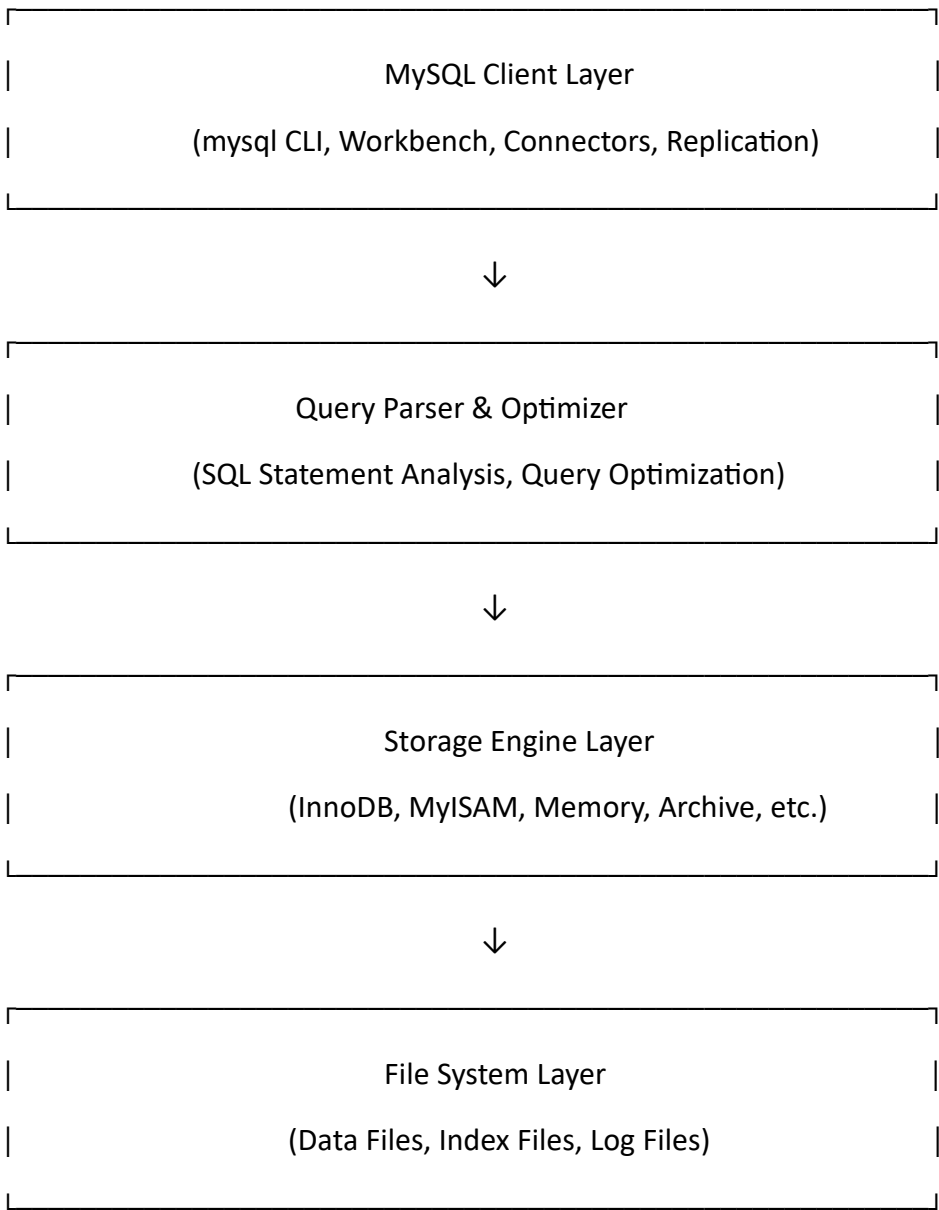 MySQL Client Layer
(mysql CLI, Workbench, Connectors, Replication)
↓
Query Parser & Optimizer
(SQL Statement Analysis, Query Optimization)
↓
Storage Engine Layer
(InnoDB, MyISAM, Memory, Archive, etc.)
↓
File System Layer
(Data Files, Index Files, Log Files)